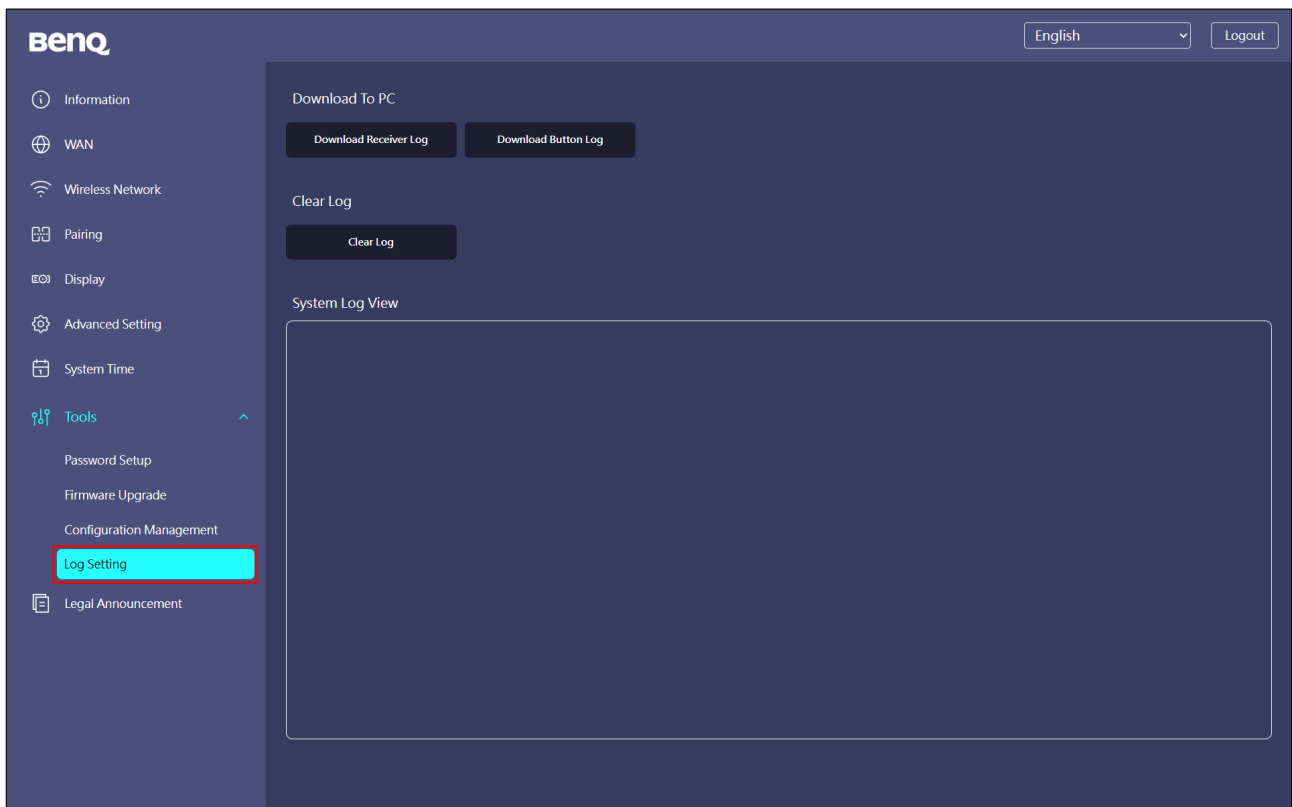 BenQ
English
Logout
Information
WAN
Wireless Network
Pairing
Display
Advanced Setting
System Time
Tools
Password Setup
Firmware Upgrade
Configuration Management
Log Setting
Legal Announcement
Download To PC
Download Receiver Log
Download Button Log
Clear Log
Clear Log
System Log View